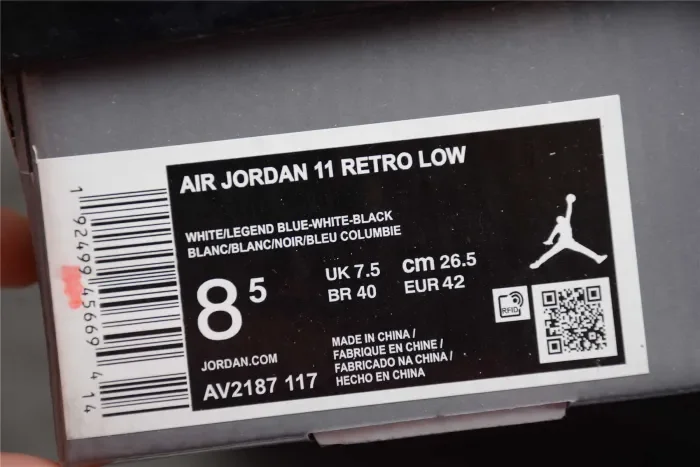 AIR JORDAN 11 RETRO LOW
WHITE/LEGEND BLUE-WHITE-BLACK
BLANC/BLANC/NOIR/BLEU COLUMBIE
8 5
UK 7.5 cm 26.5
BR 40 EUR 42
RFID
JORDAN.COM
AV2187 117
MADE IN CHINA /
FABRIQUE EN CHINE /
FABRICADO NA CHINA /
HECHO EN CHINA
1 92499 45669 4 14